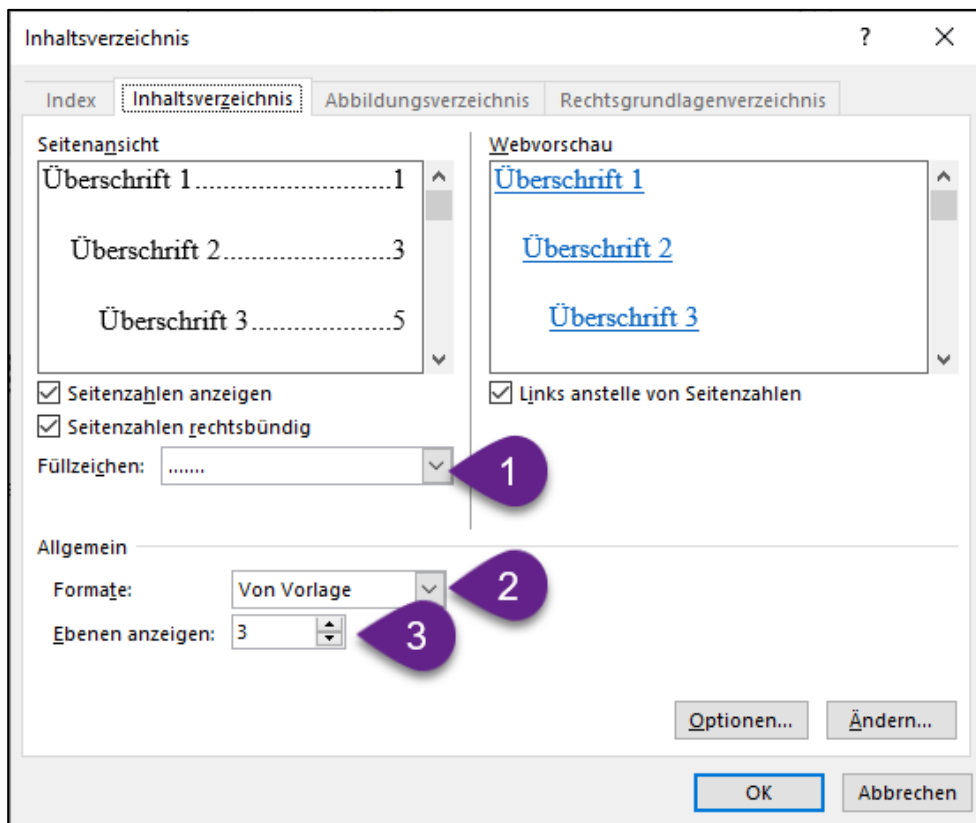 Inhaltsverzeichnis ?
Index Inhaltsverzeichnis Abbildungsverzeichnis Rechtsgrundlagenverzeichnis
Seitenansicht
Überschrift 1..................................1
Überschrift 2.............................3
Überschrift 3........................5
Seitenzahlen anzeigen
Seitenzahlen rechtsbündig
Füllzeichen: .......
1
Webvorschau
Überschrift 1
Überschrift 2
Überschrift 3
Links anstelle von Seitenzahlen
Allgemein
Formate: Von Vorlage 2
Ebenen anzeigen: 3 3
Optionen... Ändern...
OK Abbrechen